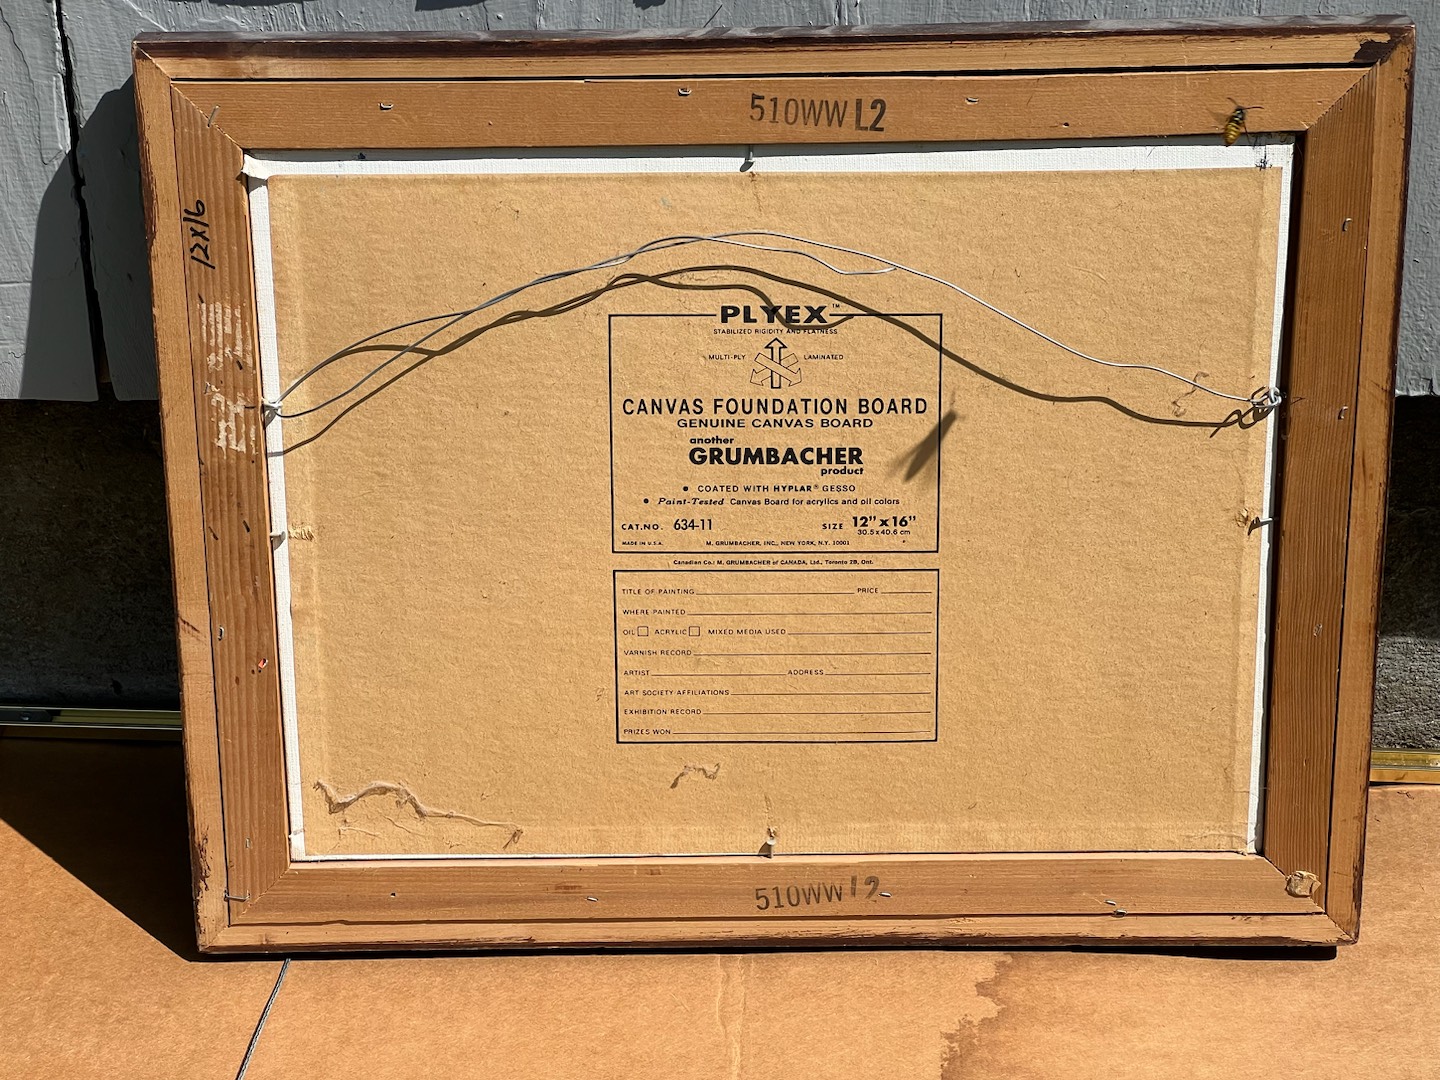 510WW L2
12x16
PLYEX™
STABILIZED RIGIDITY AND FLATNESS
MULTI-PLY LAMINATED
CANVAS FOUNDATION BOARD
GENUINE CANVAS BOARD
another
GRUMBACHER
product
• COATED WITH HYPLAR® GESSO
• Paint-Tested Canvas Board for acrylics and oil colors
CAT.NO. 634-11 SIZE 12" x 16"
30.5 x 40.6 cm
MADE IN U.S.A. M. GRUMBACHER, INC., NEW YORK, N.Y. 10001
Canadian Co.: M. GRUMBACHER of CANADA, Ltd., Toronto 2B, Ont.
TITLE OF PAINTING PRICE
WHERE PAINTED
OIL ACRYLIC MIXED MEDIA USED
VARNISH RECORD
ARTIST ADDRESS
ART SOCIETY AFFILIATIONS
EXHIBITION RECORD
PRIZES WON
510WW L2